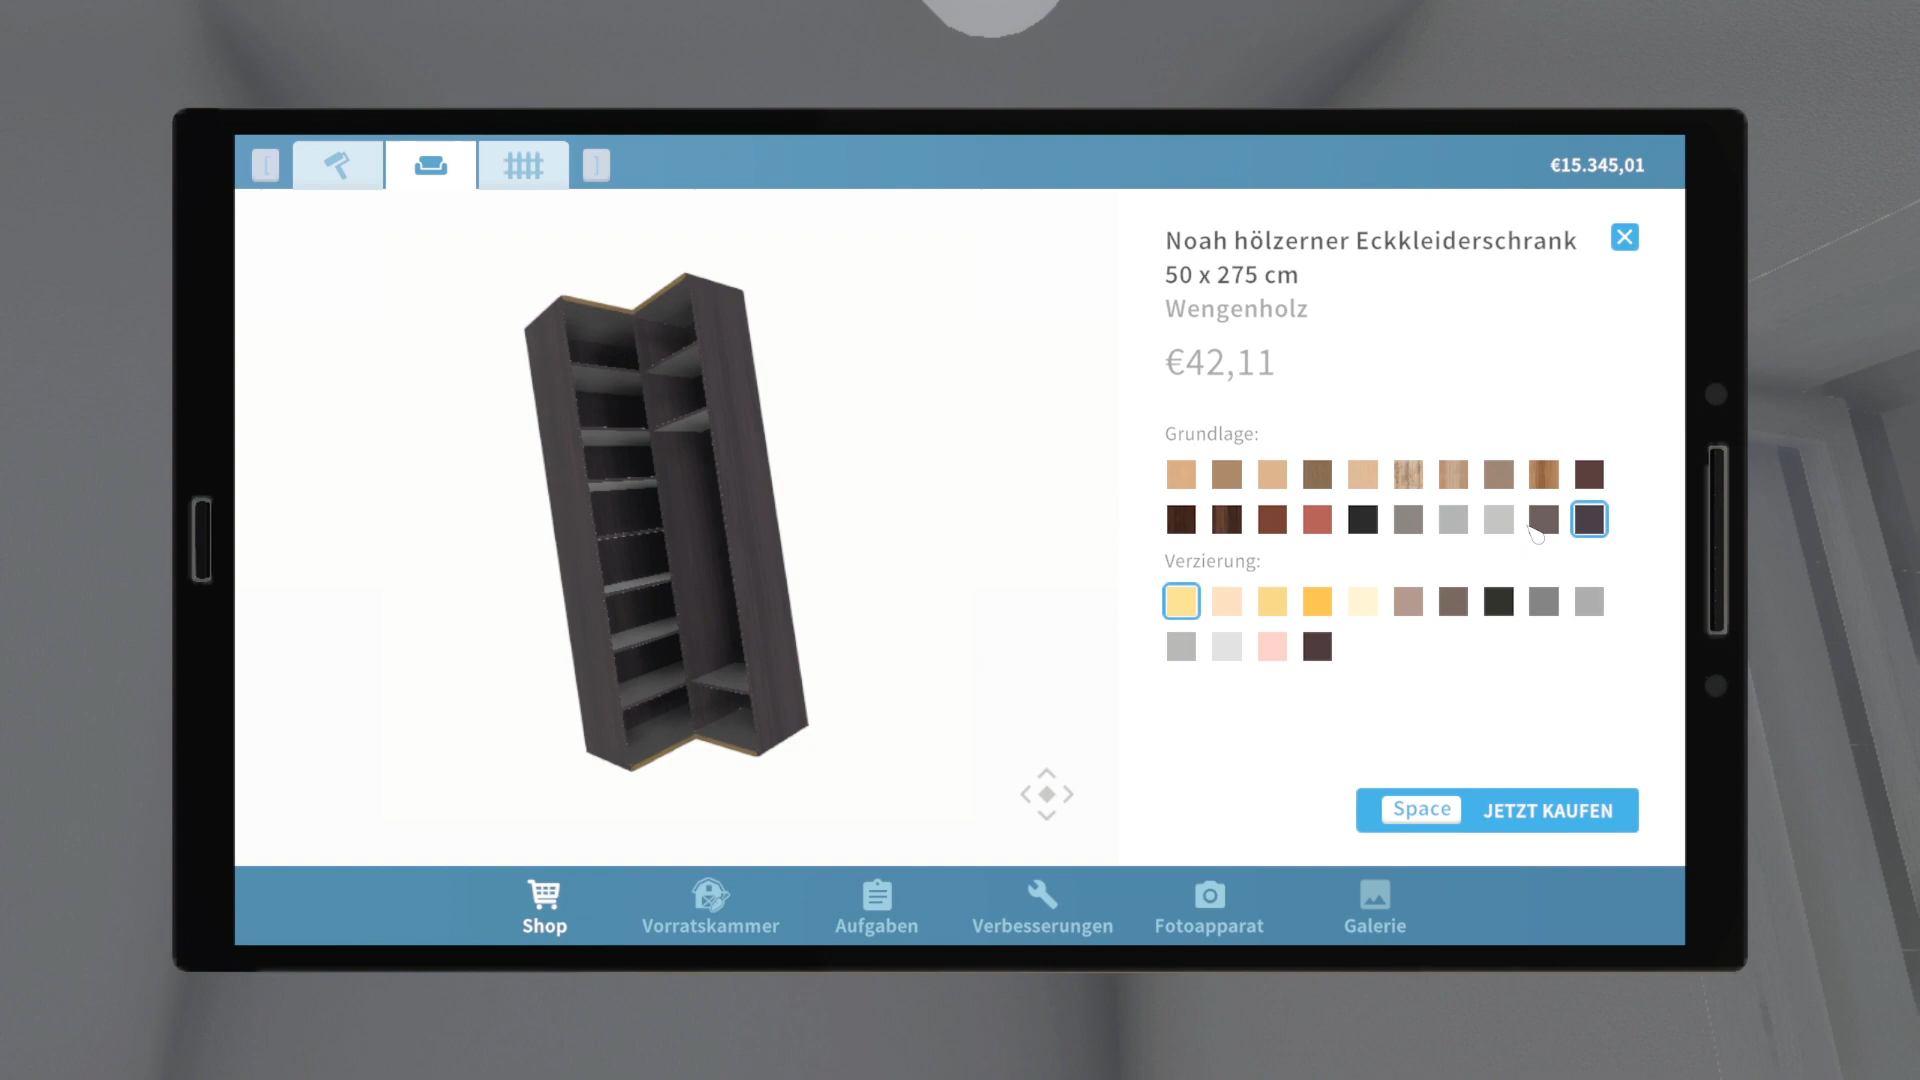 [
]
€15.345,01
Noah hölzerner Eckkleiderschrank
50 x 275 cm
Wengenholz
€42,11
Grundlage:
Verzierung:
Space JETZT KAUFEN
Shop
Vorratskammer
Aufgaben
Verbesserungen
Fotoapparat
Galerie